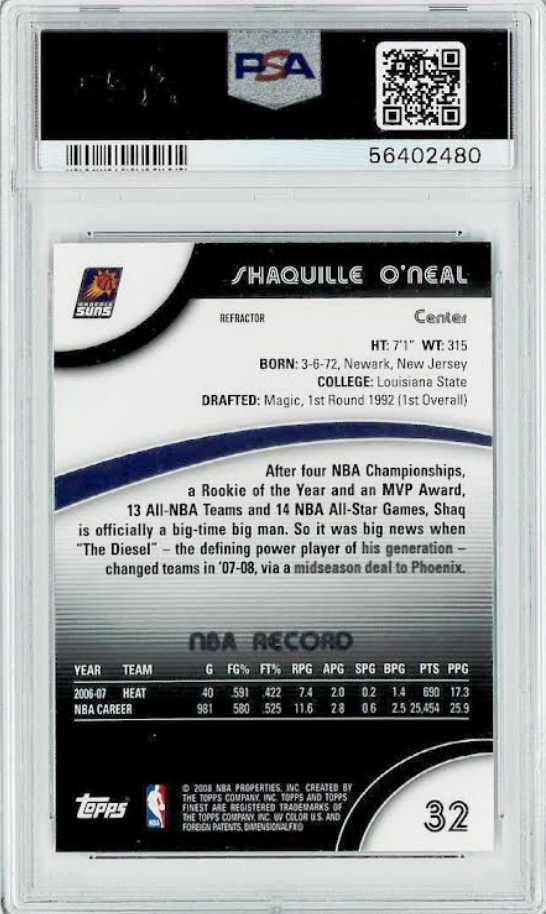 PSA
56402480
SHAQUILLE O'NEAL
PHOENIX
SUNS
REFRACTOR
Center
HT: 7'1" WT: 315
BORN: 3-6-72, Newark, New Jersey
COLLEGE: Louisiana State
DRAFTED: Magic, 1st Round 1992 (1st Overall)
After four NBA Championships,
a Rookie of the Year and an MVP Award,
13 All-NBA Teams and 14 NBA All-Star Games, Shaq
is officially a big-time big man. So it was big news when
"The Diesel" – the defining power player of his generation –
changed teams in '07-08, via a midseason deal to Phoenix.
NBA RECORD
YEAR TEAM G FG% FT% RPG APG SPG BPG PTS PPG
2006-07 HEAT 40 .591 .422 7.4 2.0 0.2 1.4 690 17.3
NBA CAREER 981 .580 .525 11.6 2.8 0.6 2.5 25,454 25.9
Topps
NBA
© 2008 NBA PROPERTIES, INC. CREATED BY
THE TOPPS COMPANY, INC. TOPPS AND TOPPS
FINEST ARE REGISTERED TRADEMARKS OF
THE TOPPS COMPANY, INC. UV COLOR U.S. AND
FOREIGN PATENTS, DIMENSIONALFX®
32